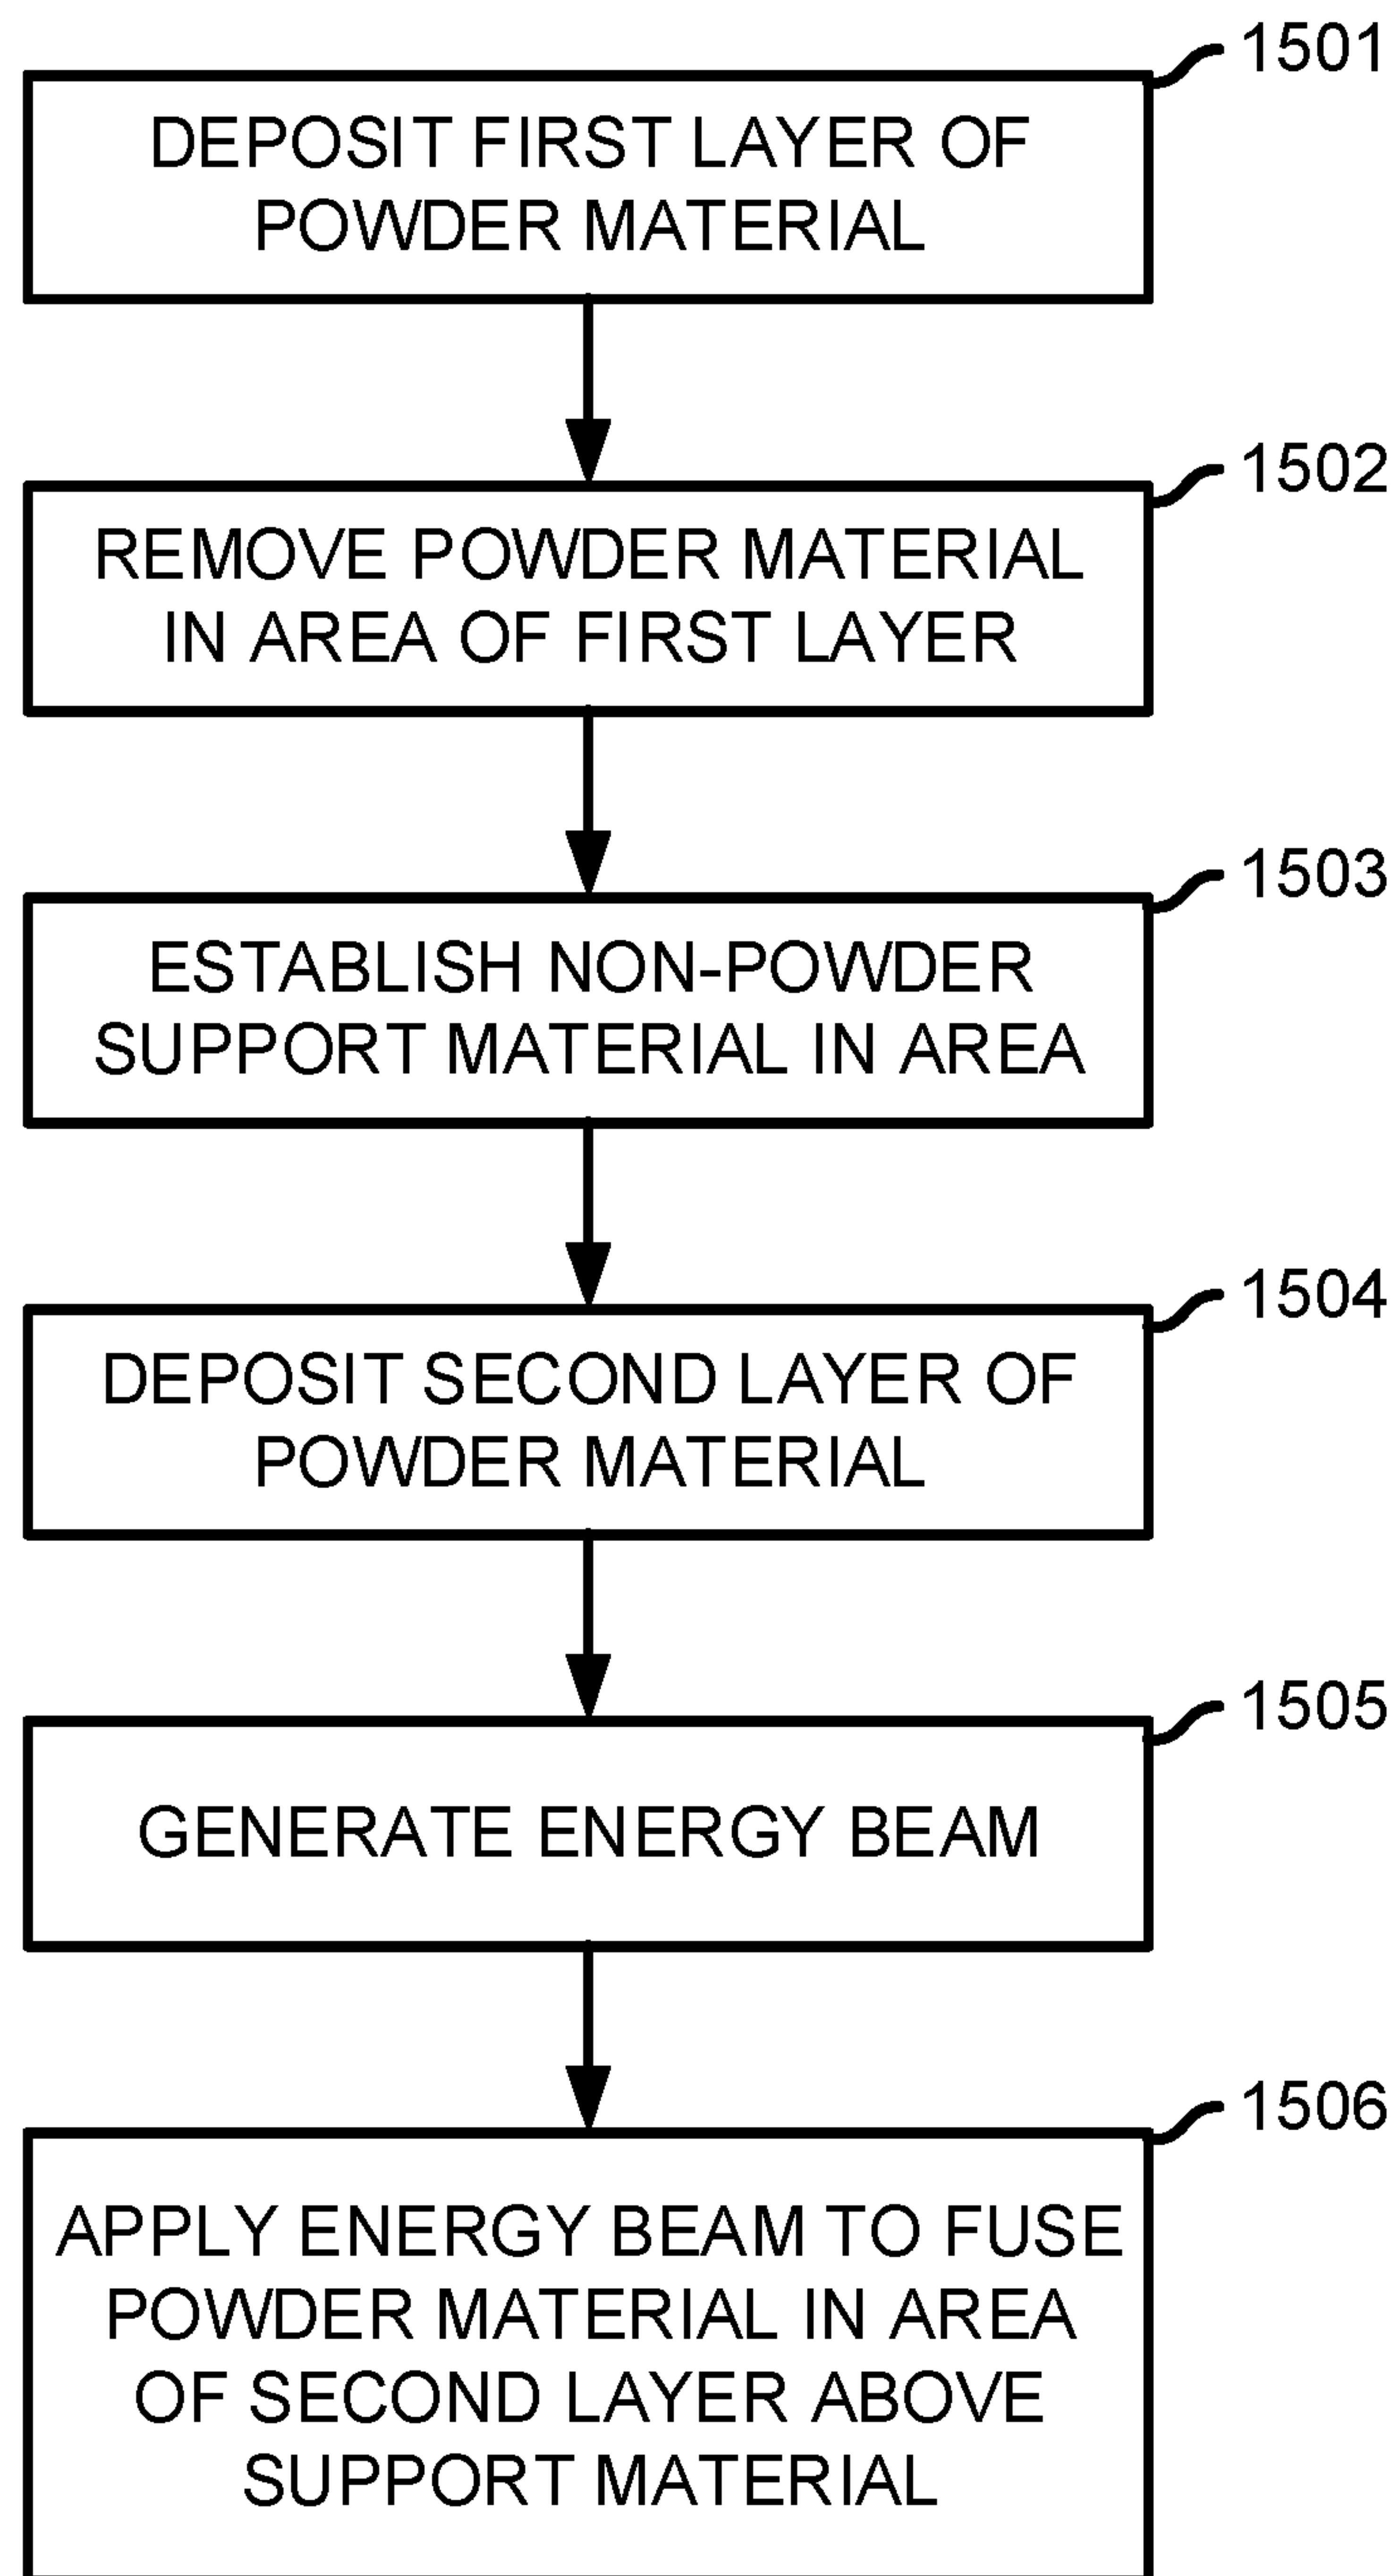 1501
DEPOSIT FIRST LAYER OF
POWDER MATERIAL
1502
REMOVE POWDER MATERIAL
IN AREA OF FIRST LAYER
1503
ESTABLISH NON-POWDER
SUPPORT MATERIAL IN AREA
1504
DEPOSIT SECOND LAYER OF
POWDER MATERIAL
1505
GENERATE ENERGY BEAM
1506
APPLY ENERGY BEAM TO FUSE
POWDER MATERIAL IN AREA
OF SECOND LAYER ABOVE
SUPPORT MATERIAL